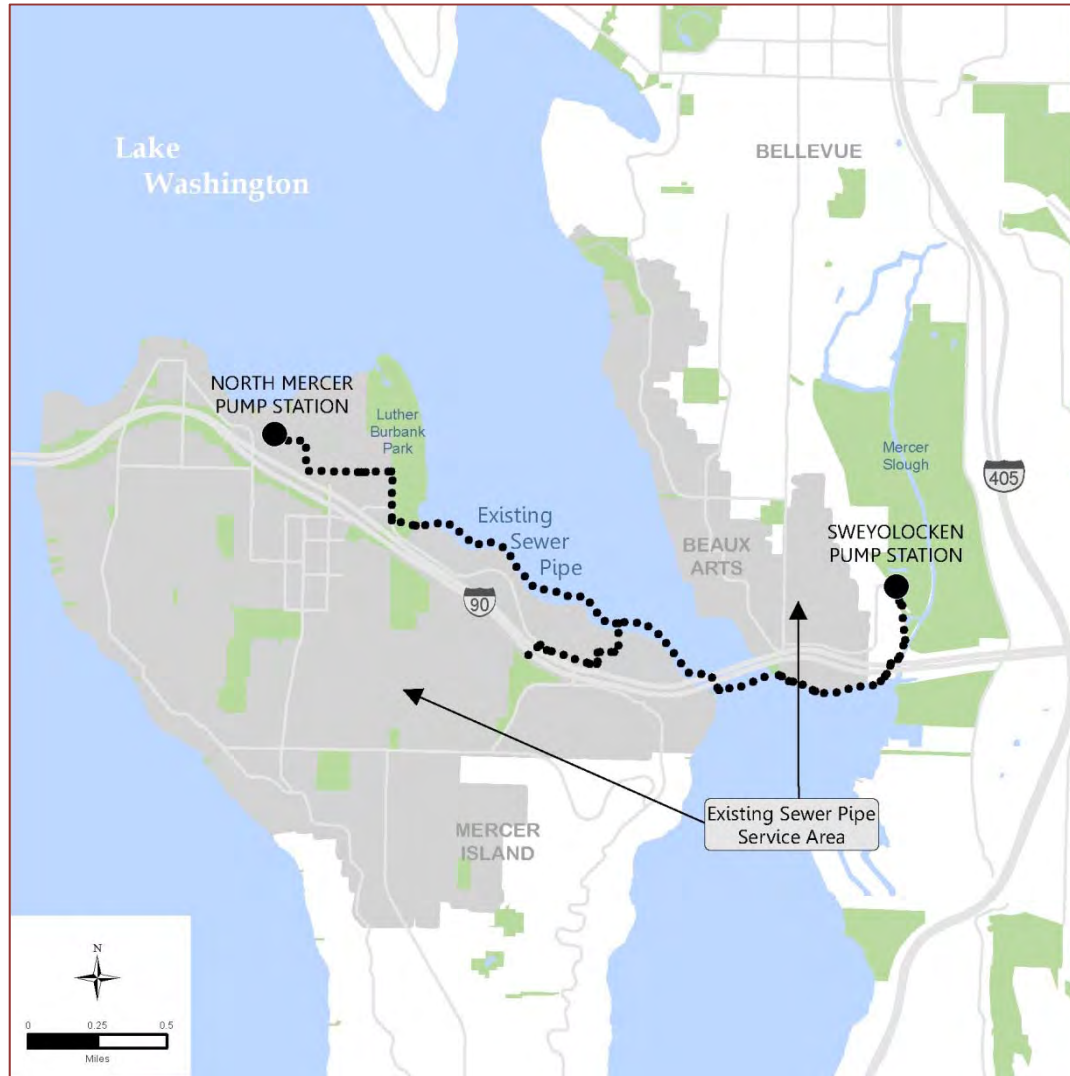 Lake
Washington
BELLEVUE
NORTH MERCER
PUMP STATION
Luther
Burbank
Park
Mercer
Slough
405
Existing
Sewer
Pipe
SWEYOLOCKEN
PUMP STATION
BEAUX
ARTS
90
Existing Sewer Pipe
Service Area
MERCER
ISLAND
N
0 0.25 0.5
Miles